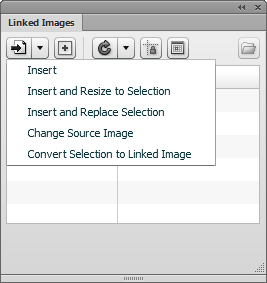 Linked Images
Insert
Insert and Resize to Selection
Insert and Replace Selection
Change Source Image
Convert Selection to Linked Image